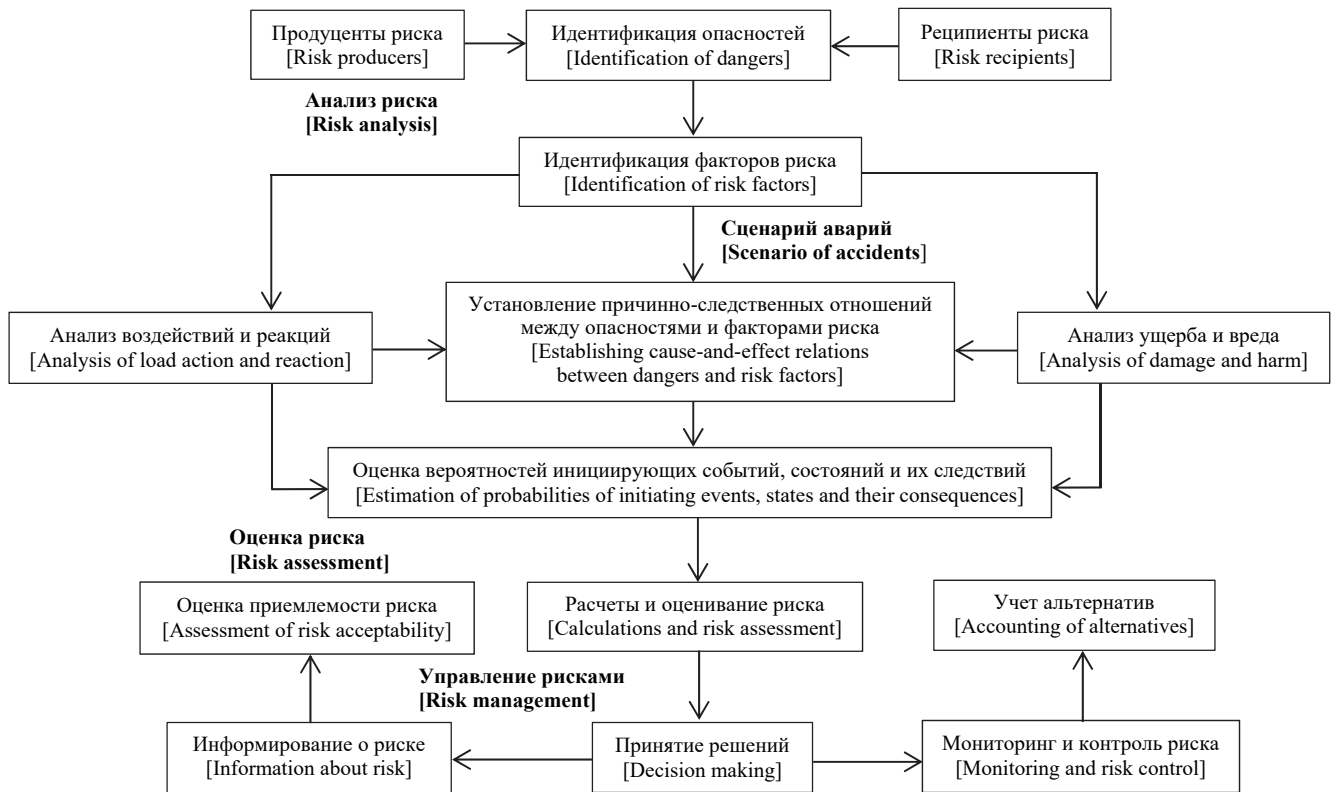 Продуценты риска
[Risk producers]
Идентификация опасностей
[Identification of dangers]
Реципиенты риска
[Risk recipients]
Анализ риска
[Risk analysis]
Идентификация факторов риска
[Identification of risk factors]
Сценарий аварий
[Scenario of accidents]
Анализ воздействий и реакций
[Analysis of load action and reaction]
Установление причинно-следственных отношений
между опасностями и факторами риска
[Establishing cause-and-effect relations
between dangers and risk factors]
Анализ ущерба и вреда
[Analysis of damage and harm]
Оценка вероятностей инициирующих событий, состояний и их следствий
[Estimation of probabilities of initiating events, states and their consequences]
Оценка риска
[Risk assessment]
Оценка приемлемости риска
[Assessment of risk acceptability]
Расчеты и оценивание риска
[Calculations and risk assessment]
Учет альтернатив
[Accounting of alternatives]
Управление рисками
[Risk management]
Информирование о риске
[Information about risk]
Принятие решений
[Decision making]
Мониторинг и контроль риска
[Monitoring and risk control]